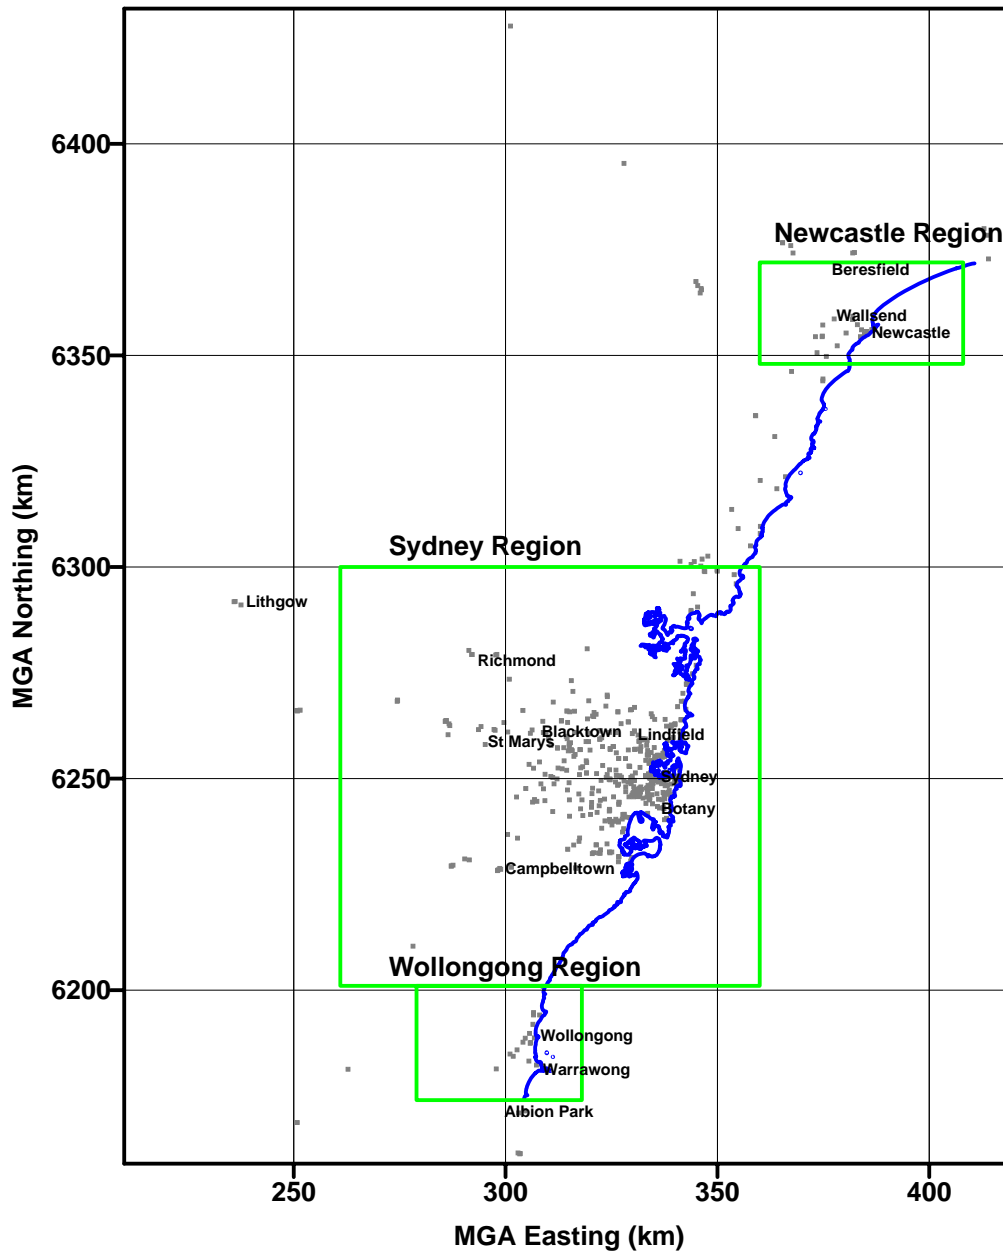 6400
Newcastle Region
Beresfield
Wallsend
Newcastle
6350
MGA Northing (km)
Sydney Region
6300
Lithgow
Richmond
Blacktown
Lindfield
St Marys
6250
Sydney
Botany
Campbelltown
Wollongong Region
6200
Wollongong
Warrawong
Albion Park
250
300
350
400
MGA Easting (km)